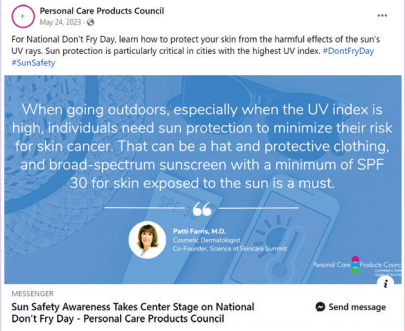 Personal Care Products Council
May 24, 2023 ·
For National Don't Fry Day, learn how to protect your skin from the harmful effects of the sun's
UV rays. Sun protection is particularly critical in cities with the highest UV index. #DontFryDay
#SunSafety
When going outdoors, especially when the UV index is
high, individuals need sun protection to minimize their risk
for skin cancer. That can be a hat and protective clothing,
and broad-spectrum sunscreen with a minimum of SPF
30 for skin exposed to the sun is a must.
Patti Farris, M.D.
Cosmetic Dermatologist
Co-Founder, Science of Skincare Summit
Personal Care Products Council
MESSENGER
Sun Safety Awareness Takes Center Stage on National
Don't Fry Day - Personal Care Products Council
Send message